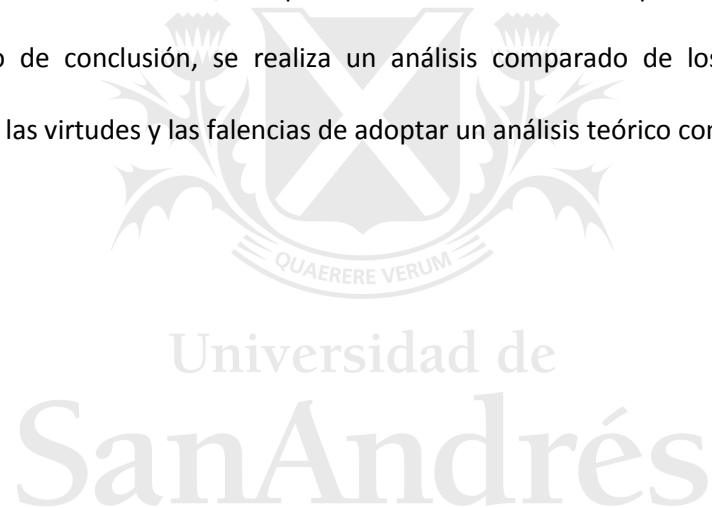 o de conclusión, se realiza un análisis comparado de los
las virtudes y las falencias de adoptar un análisis teórico
QUAERERE VERUM
Universidad de
SanAndrés